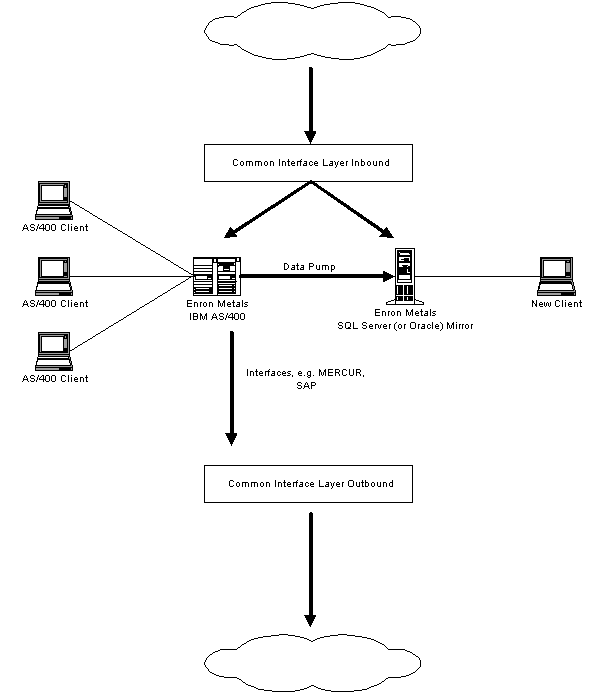 Common Interface Layer Inbound
AS/400 Client
Data Pump
AS/400 Client
Enron Metals
IBM AS/400
Enron Metals
SQL Server (or Oracle) Mirror
New Client
AS/400 Client
Interfaces, e.g. MERCUR,
SAP
Common Interface Layer Outbound